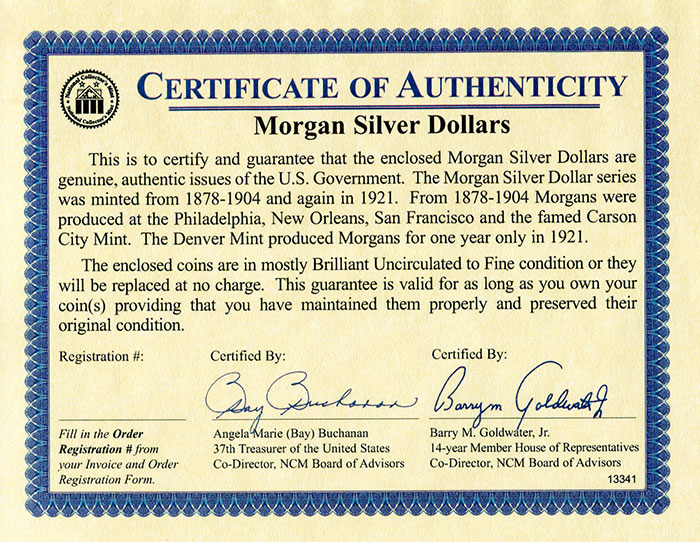 National Collector's Mint
National Collector's
CERTIFICATE OF AUTHENTICITY
Morgan Silver Dollars
This is to certify and guarantee that the enclosed Morgan Silver Dollars are
genuine, authentic issues of the U.S. Government. The Morgan Silver Dollar series
was minted from 1878-1904 and again in 1921. From 1878-1904 Morgans were
produced at the Philadelphia, New Orleans, San Francisco and the famed Carson
City Mint. The Denver Mint produced Morgans for one year only in 1921.
The enclosed coins are in mostly Brilliant Uncirculated to Fine condition or they
will be replaced at no charge. This guarantee is valid for as long as you own your
coin(s) providing that you have maintained them properly and preserved their
original condition.
Registration #:
Fill in the Order
Registration # from
your Invoice and Order
Registration Form.
Certified By:
Bay Buchanan
Angela Marie (Bay) Buchanan
37th Treasurer of the United States
Co-Director, NCM Board of Advisors
Certified By:
Barry m Goldwater Jr
Barry M. Goldwater, Jr.
14-year Member House of Representatives
Co-Director, NCM Board of Advisors
13341